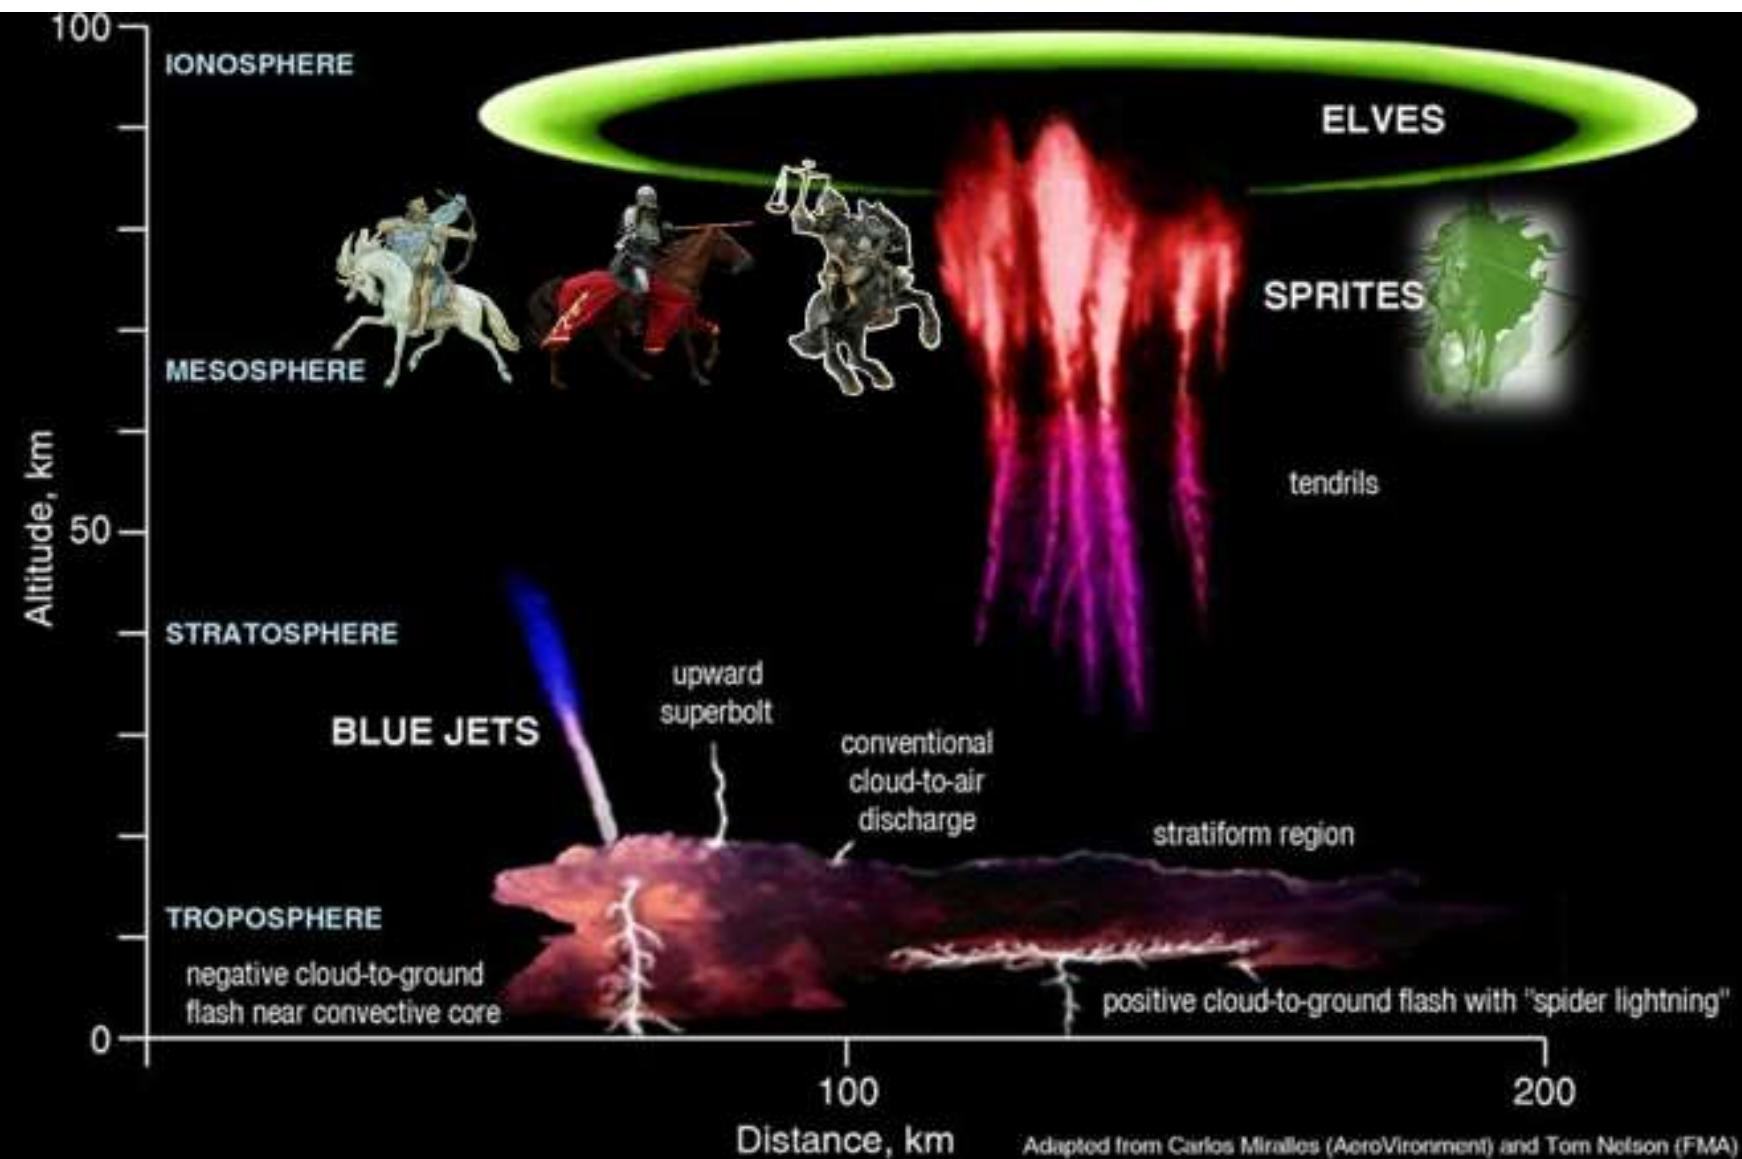 100
IONOSPHERE
ELVES
SPRITES
MESOSPHERE
tendrils
Altitude, km
50
STRATOSPHERE
upward
superbolt
BLUE JETS
conventional
cloud-to-air
discharge
stratiform region
TROPOSPHERE
negative cloud-to-ground
flash near convective core
positive cloud-to-ground flash with "spider lightning"
0
100
200
Distance, km
Adapted from Carlos Miralles (AeroVironment) and Tom Nelson (FMA)